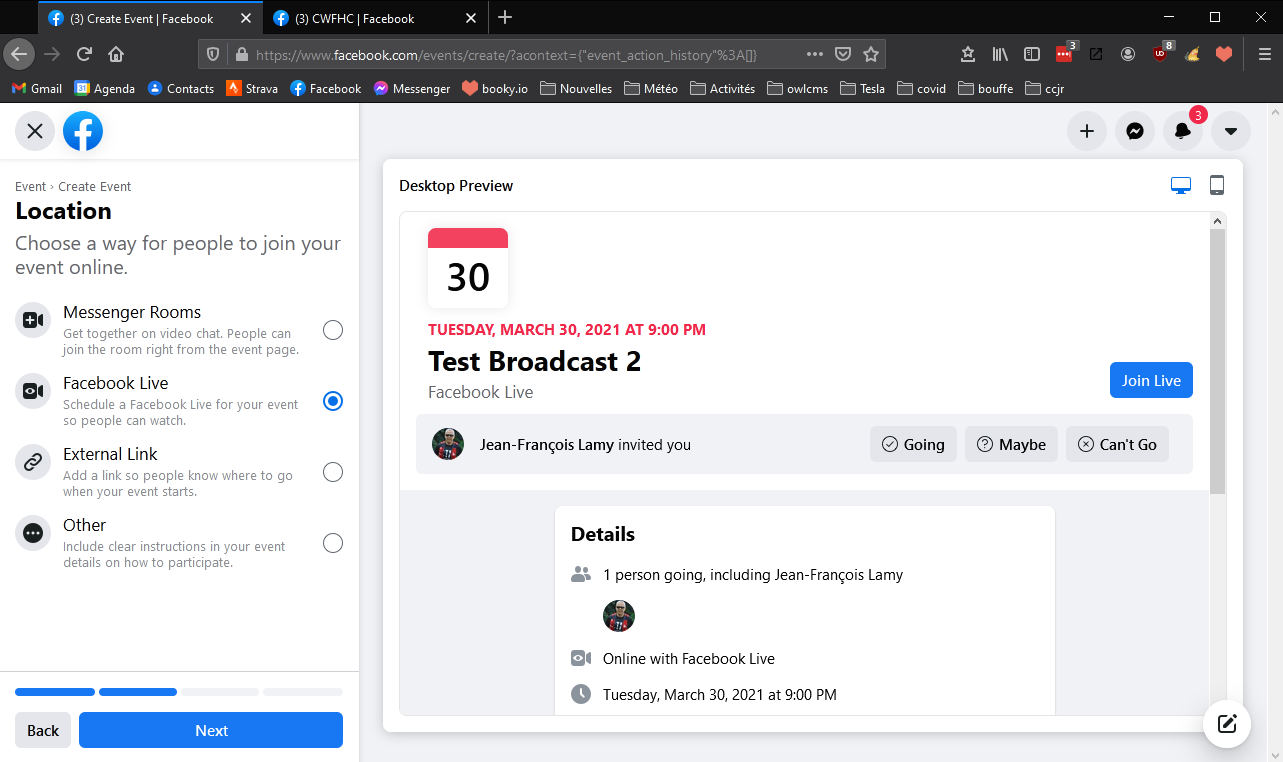 (3) Create Event | Facebook
(3) CWFHC | Facebook
https://www.facebook.com/events/create/?acontext={"event_action_history"%3A[]}
3
8
Gmail
31 Agenda
Contacts
Strava
Facebook
Messenger
booky.io
Nouvelles
Météo
Activités
owlcms
Tesla
covid
bouffe
ccjr
3
Event › Create Event
Location
Choose a way for people to join your
event online.
Messenger Rooms
Get together on video chat. People can
join the room right from the event page.
Facebook Live
Schedule a Facebook Live for your event
so people can watch.
External Link
Add a link so people know where to go
when your event starts.
Other
Include clear instructions in your event
details on how to participate.
Back
Next
Desktop Preview
30
TUESDAY, MARCH 30, 2021 AT 9:00 PM
Test Broadcast 2
Facebook Live
Join Live
Jean-François Lamy invited you
Going
Maybe
Can't Go
Details
1 person going, including Jean-François Lamy
Online with Facebook Live
Tuesday, March 30, 2021 at 9:00 PM